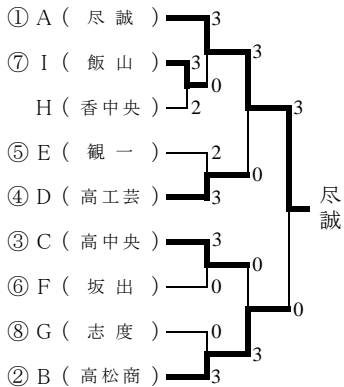 ① A ( 尽 誠 ) 3
3
⑦ I ( 飯 山 ) 3 3
0
H ( 香中央 ) 2
⑤ E ( 観 一 ) 2
0
④ D ( 高工芸 ) 3
尽誠
③ C ( 高中央 ) 3
0
⑥ F ( 坂 出 ) 0
0
⑧ G ( 志 度 ) 0
3
② B ( 高松商 ) 3